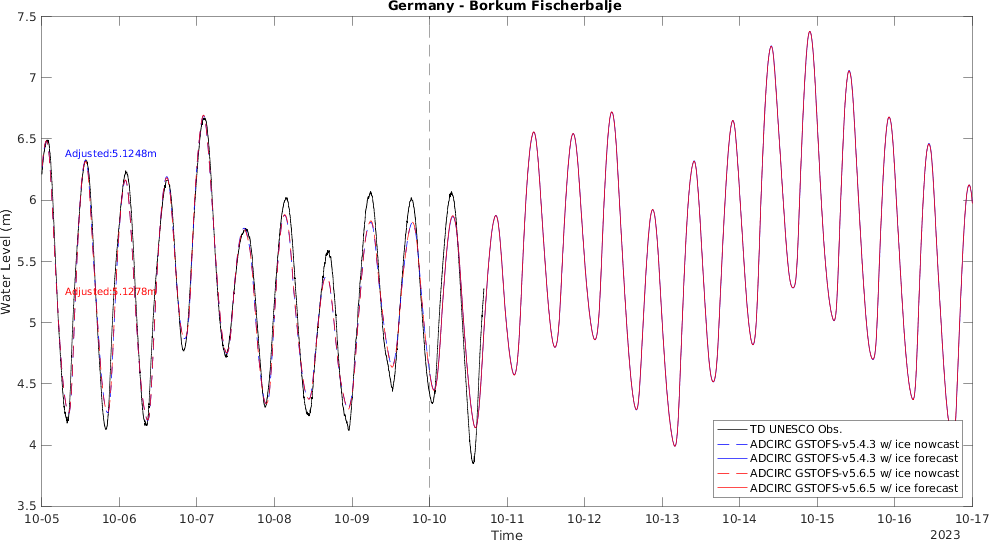 Germany - Borkum Fischerbalje
7.5
7
6.5
6
5.5
5
4.5
4
3.5
Water Level (m)
Adjusted:5.1248m
Adjusted:5.1278m
TD UNESCO Obs.
ADCIRC GSTOFS-v5.4.3 w/ ice nowcast
ADCIRC GSTOFS-v5.4.3 w/ ice forecast
ADCIRC GSTOFS-v5.6.5 w/ ice nowcast
ADCIRC GSTOFS-v5.6.5 w/ ice forecast
10-05 10-06 10-07 10-08 10-09 10-10 10-11 10-12 10-13 10-14 10-15 10-16 10-17
Time
2023